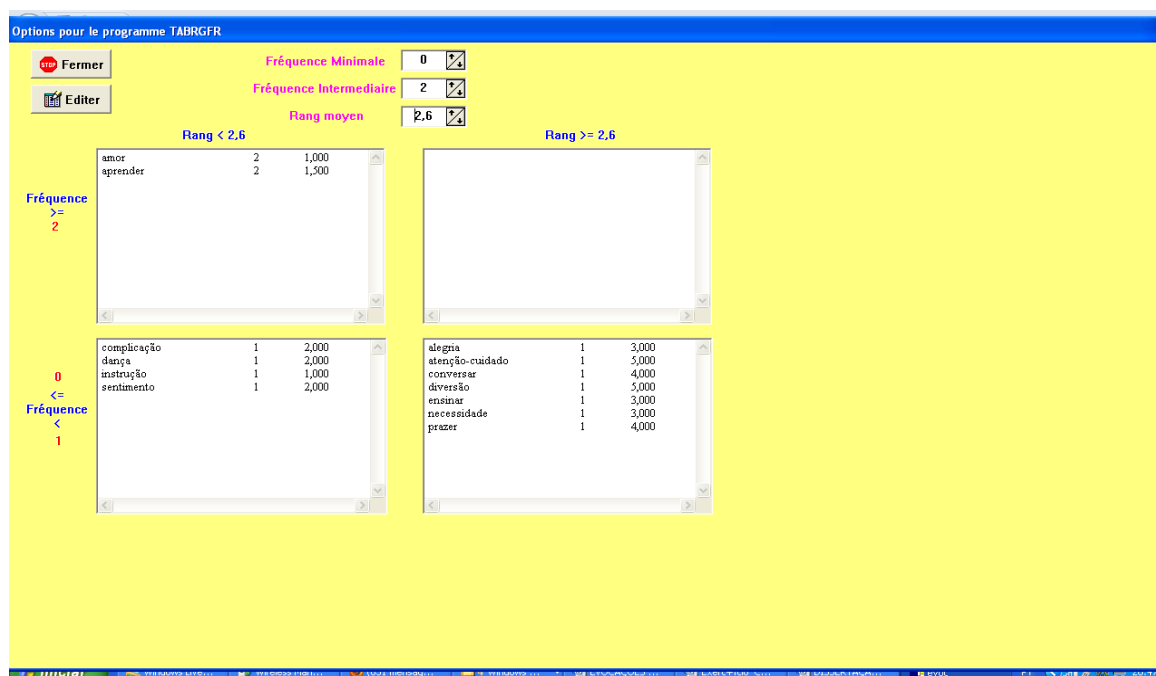 Options pour le programme TABRGFR
Fermer
Fréquence Minimale 0
Editer
Fréquence Intermediaire 2
Rang moyen 2,6
Rang < 2,6 Rang >= 2,6
Fréquence
>=
2
amor 2 1,000
aprender 2 1,500
0
<=
Fréquence
<
1
complicação 1 2,000
dança 1 2,000
instrução 1 1,000
sentimento 1 2,000
alegria 1 3,000
atenção-cuidado 1 5,000
conversar 1 4,000
diversão 1 5,000
ensinar 1 3,000
necessidade 1 3,000
prazer 1 4,000